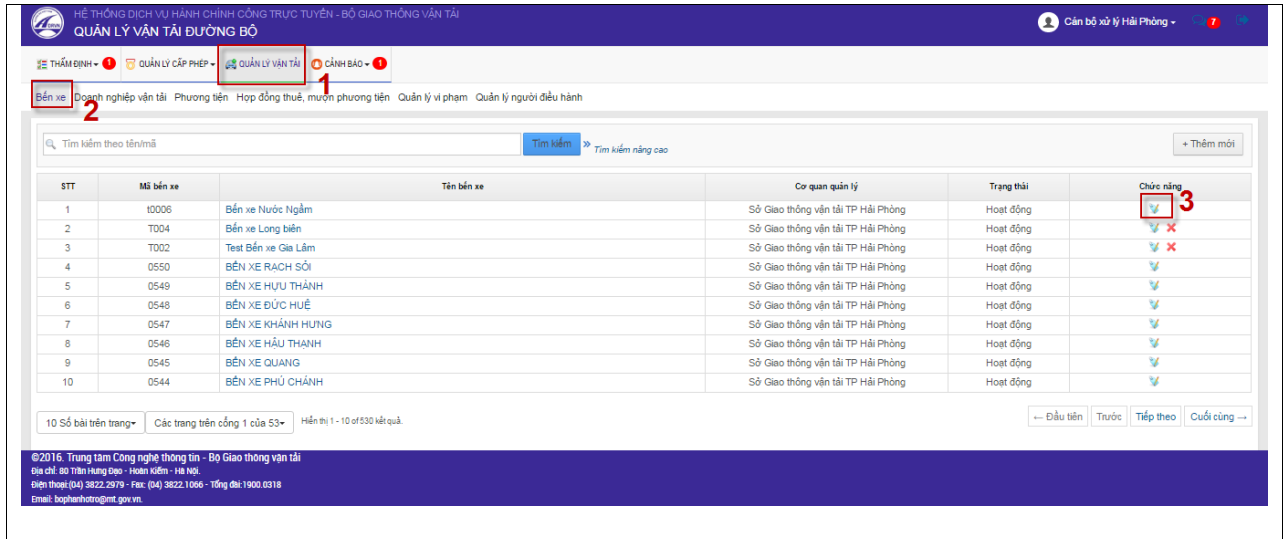 HỆ THỐNG DỊCH VỤ HÀNH CHÍNH CÔNG TRỰC TUYẾN - BỘ GIAO THÔNG VẬN TẢI
QUẢN LÝ VẬN TẢI ĐƯỜNG BỘ
Cán bộ xử lý Hải Phòng 7
THẨM ĐỊNH 1 QUẢN LÝ CẤP PHÉP QUẢN LÝ VẬN TẢI CẢNH BÁO 1
1
Bến xe Doanh nghiệp vận tải Phương tiện Hợp đồng thuê, mượn phương tiện Quản lý vi phạm Quản lý người điều hành
2
Tìm kiếm theo tên/mã Tìm kiếm » Tìm kiếm nâng cao + Thêm mới
STT Mã bến xe Tên bến xe Cơ quan quản lý Trạng thái Chức năng
3
1 t0006 Bến xe Nước Ngầm Sở Giao thông vận tải TP Hải Phòng Hoạt động
2 T004 Bến xe Long biên Sở Giao thông vận tải TP Hải Phòng Hoạt động
3 T002 Test Bến xe Gia Lâm Sở Giao thông vận tải TP Hải Phòng Hoạt động
4 0550 BẾN XE RẠCH SỎI Sở Giao thông vận tải TP Hải Phòng Hoạt động
5 0549 BẾN XE HỰU THÀNH Sở Giao thông vận tải TP Hải Phòng Hoạt động
6 0548 BẾN XE ĐỨC HUỆ Sở Giao thông vận tải TP Hải Phòng Hoạt động
7 0547 BẾN XE KHÁNH HƯNG Sở Giao thông vận tải TP Hải Phòng Hoạt động
8 0546 BẾN XE HẬU THẠNH Sở Giao thông vận tải TP Hải Phòng Hoạt động
9 0545 BẾN XE QUANG Sở Giao thông vận tải TP Hải Phòng Hoạt động
10 0544 BẾN XE PHÚ CHÁNH Sở Giao thông vận tải TP Hải Phòng Hoạt động
10 Số bài trên trang Các trang trên cổng 1 của 53 Hiển thị 1 - 10 of 530 kết quả. ← Đầu tiên Trước Tiếp theo Cuối cùng →
©2016. Trung tâm Công nghệ thông tin - Bộ Giao thông vận tải
Địa chỉ: 80 Trần Hưng Đạo - Hoàn Kiếm - Hà Nội.
Điện thoại:(04) 3822.2979 - Fax: (04) 3822.1066 - Tổng đài:1900.0318
Email: bophanhotro@mt.gov.vn.